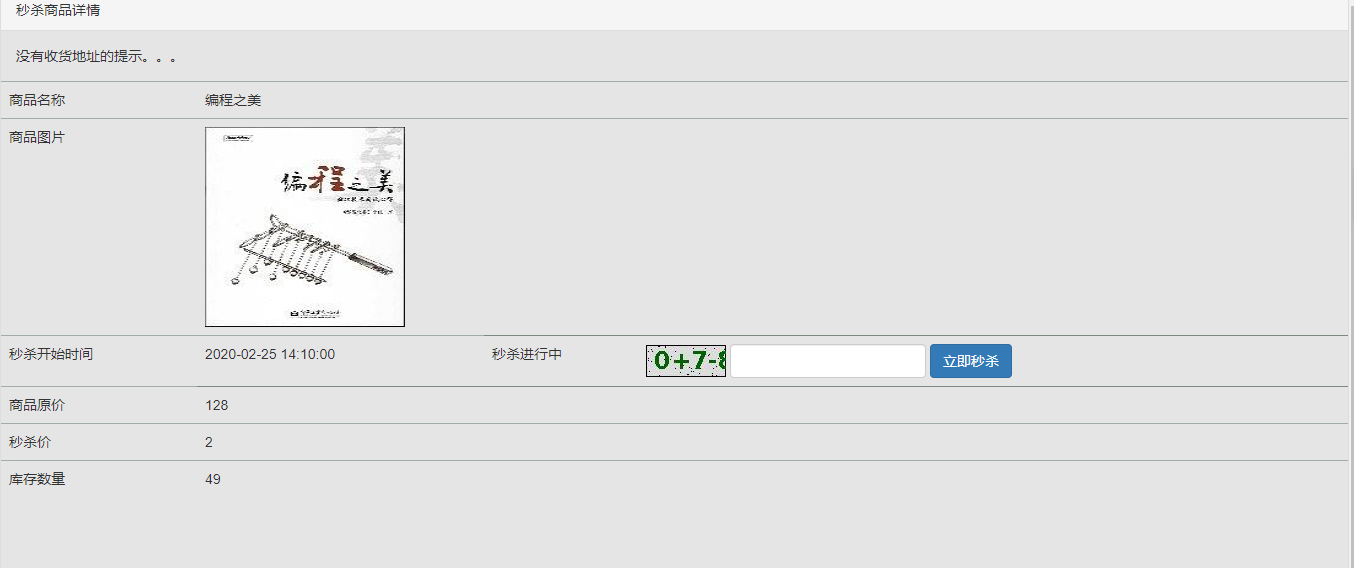 秒杀商品详情
没有收货地址的提示。。。
商品名称 编程之美
商品图片
编程之美
秒杀开始时间 2020-02-25 14:10:00 秒杀进行中 0+7-8 立即秒杀
商品原价 128
秒杀价 2
库存数量 49